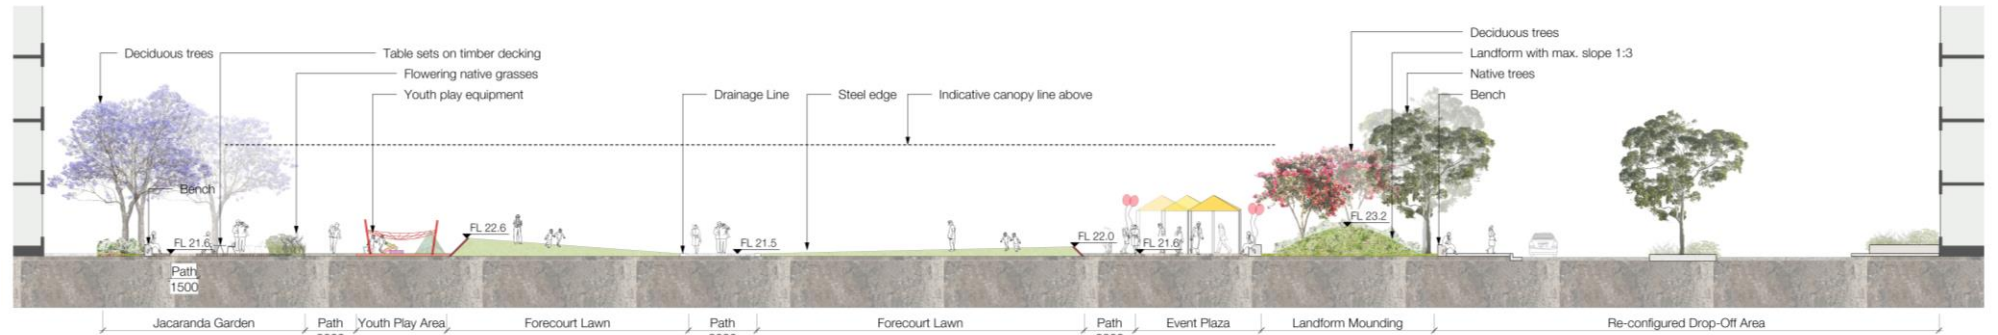 Deciduous trees
Table sets on timber decking
Flowering native grasses
Youth play equipment
Drainage Line
Steel edge
Indicative canopy line above
Deciduous trees
Landform with max. slope 1:3
Native trees
Bench
Bench
FL 21.6
FL 22.6
FL 21.5
FL 22.0
FL 21.6
FL 23.2
Path
1500
Jacaranda Garden
Path
Youth Play Area
Forecourt Lawn
Path
Forecourt Lawn
Path
Event Plaza
Landform Mounding
Re-configured Drop-Off Area